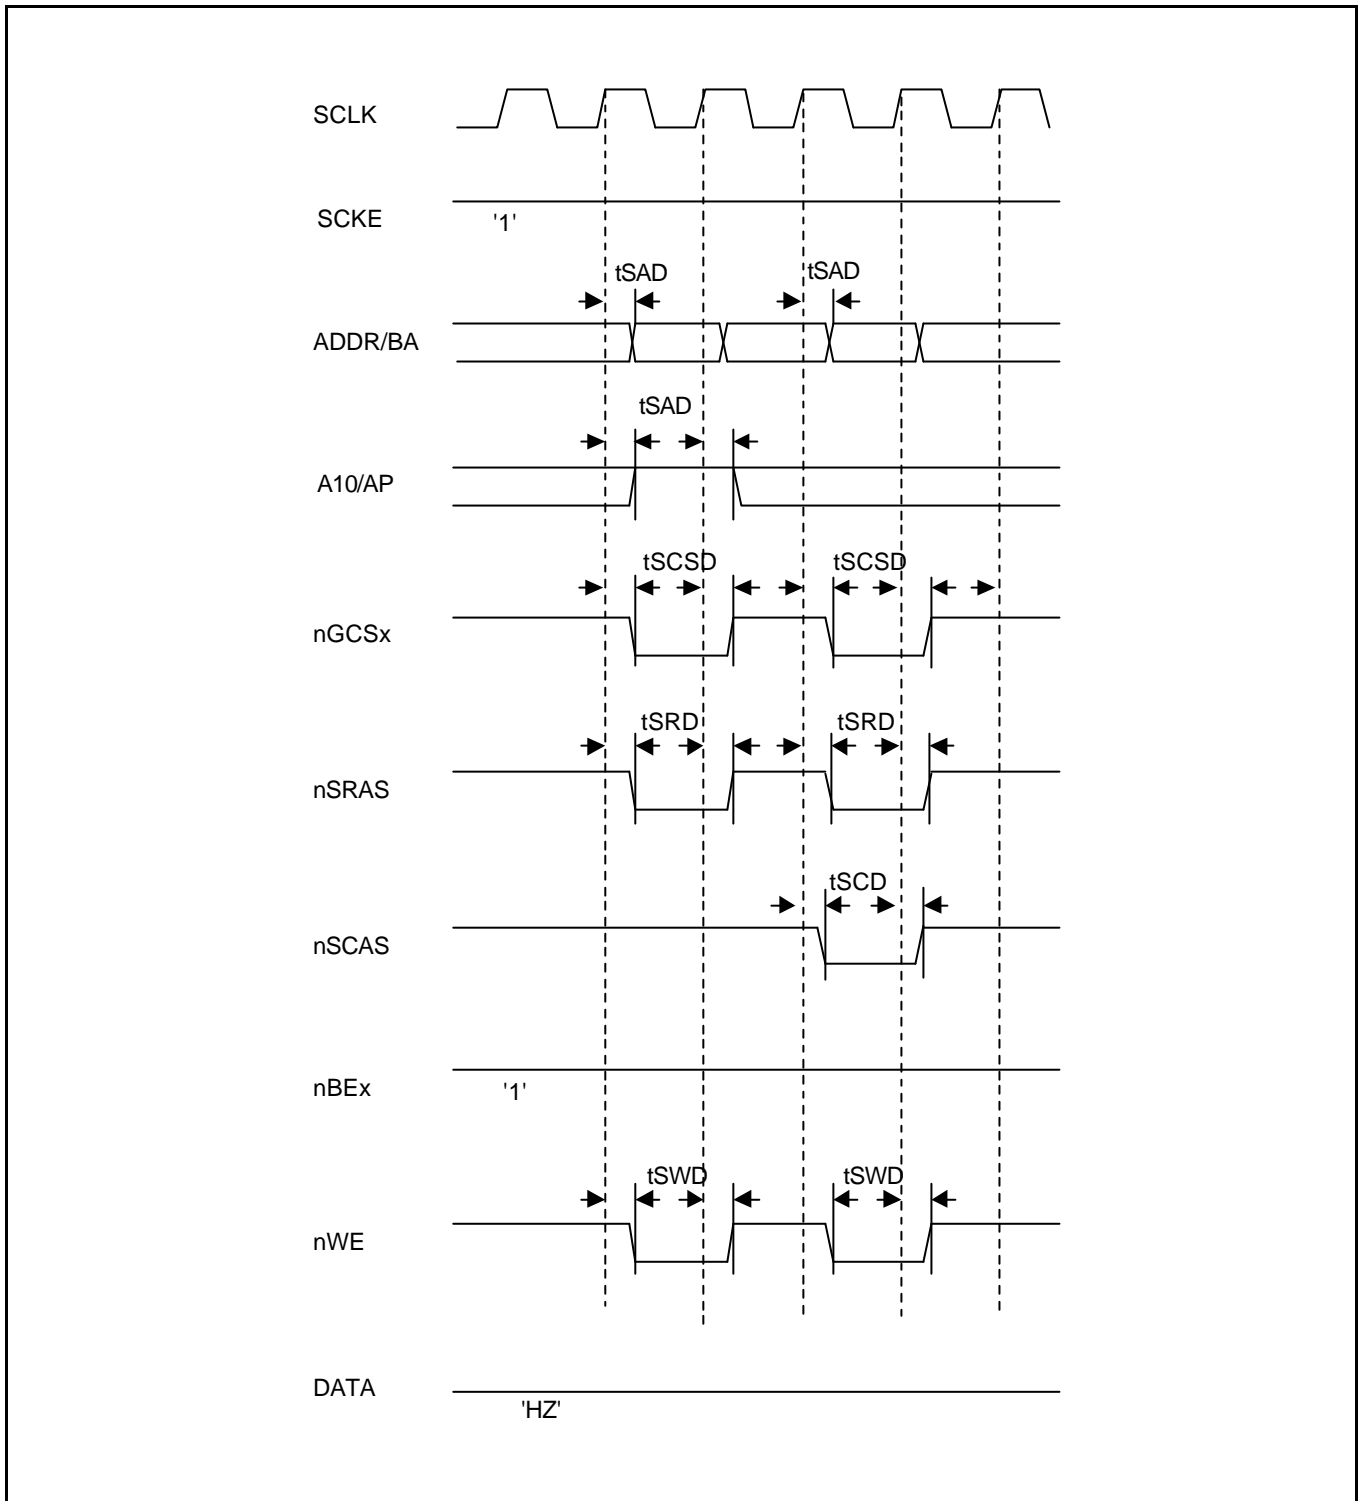 SCLK
SCKE
'1'
tSAD
tSAD
ADDR/BA
tSAD
A10/AP
tSCSD
tSCSD
nGCSx
tSRD
tSRD
nSRAS
tSCD
nSCAS
nBEx
'1'
tSWD
tSWD
nWE
DATA
'HZ'